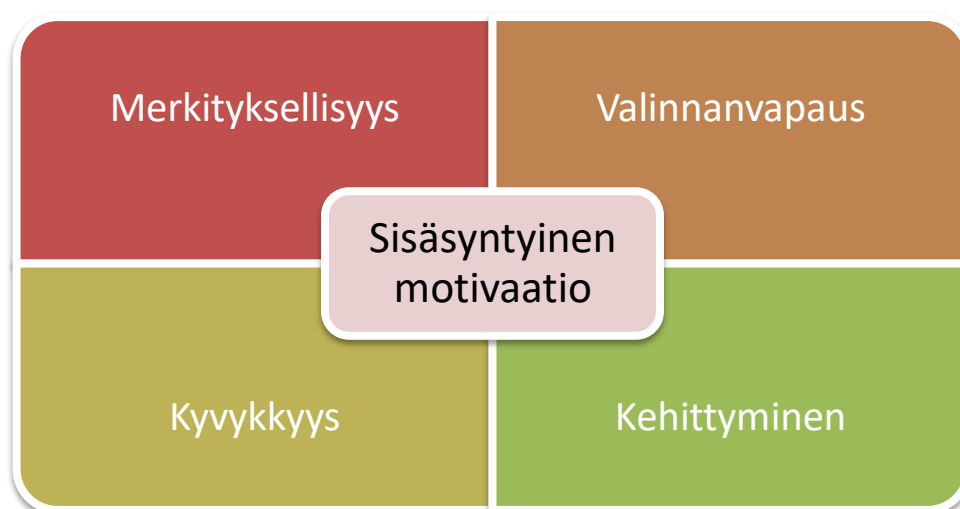 Merkityksellisyys
Valinnanvapaus
Sisäsyntyinen
motivaatio
Kyvykkyys
Kehittyminen